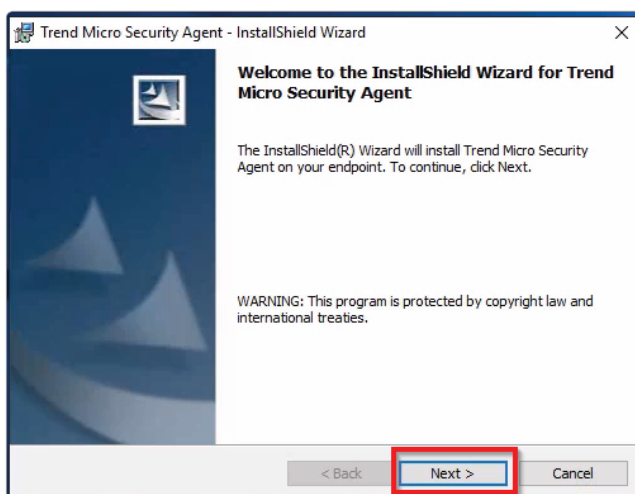 Trend Micro Security Agent - InstallShield Wizard
Welcome to the InstallShield Wizard for Trend
Micro Security Agent
The InstallShield(R) Wizard will install Trend Micro Security
Agent on your endpoint. To continue, click Next.
WARNING: This program is protected by copyright law and
international treaties.
< Back Next > Cancel